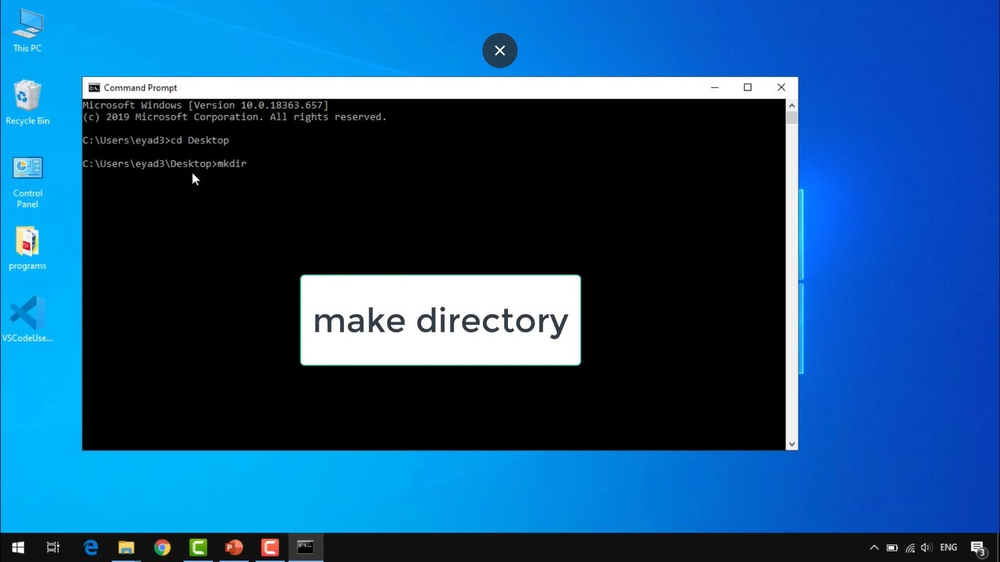 This PC
Recycle Bin
Control
Panel
programs
VSCodeUse...
Command Prompt
Microsoft Windows [Version 10.0.18363.657]
(c) 2019 Microsoft Corporation. All rights reserved.
C:\Users\eyad3>cd Desktop
C:\Users\eyad3\Desktop>mkdir
make directory
ENG
3